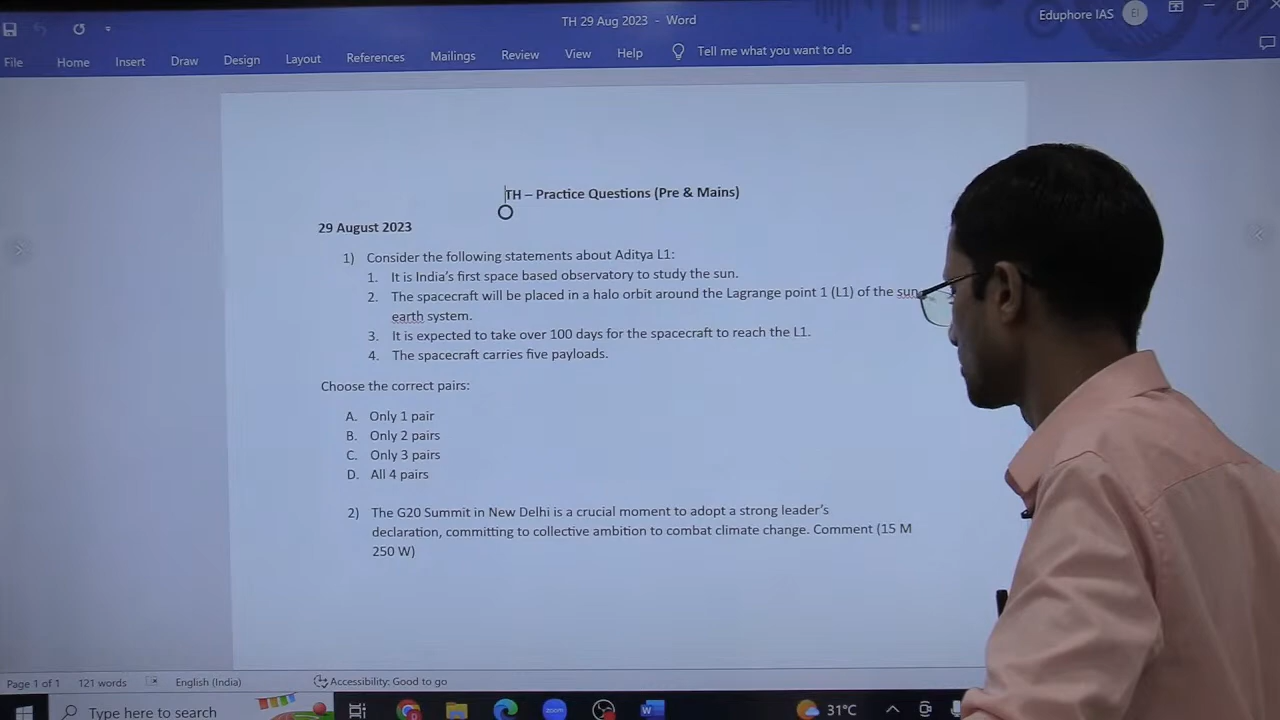 TH 29 Aug 2023 - Word
Eduphore IAS
EI
File Home Insert Draw Design Layout References Mailings Review View Help Tell me what you want to do
TH – Practice Questions (Pre & Mains)
29 August 2023
1) Consider the following statements about Aditya L1:
1. It is India's first space based observatory to study the sun.
2. The spacecraft will be placed in a halo orbit around the Lagrange point 1 (L1) of the sun
earth system.
3. It is expected to take over 100 days for the spacecraft to reach the L1.
4. The spacecraft carries five payloads.
Choose the correct pairs:
A. Only 1 pair
B. Only 2 pairs
C. Only 3 pairs
D. All 4 pairs
2) The G20 Summit in New Delhi is a crucial moment to adopt a strong leader's
declaration, committing to collective ambition to combat climate change. Comment (15 M
250 W)
Page 1 of 1 121 words English (India) Accessibility: Good to go
Type here to search
zoom
31°C